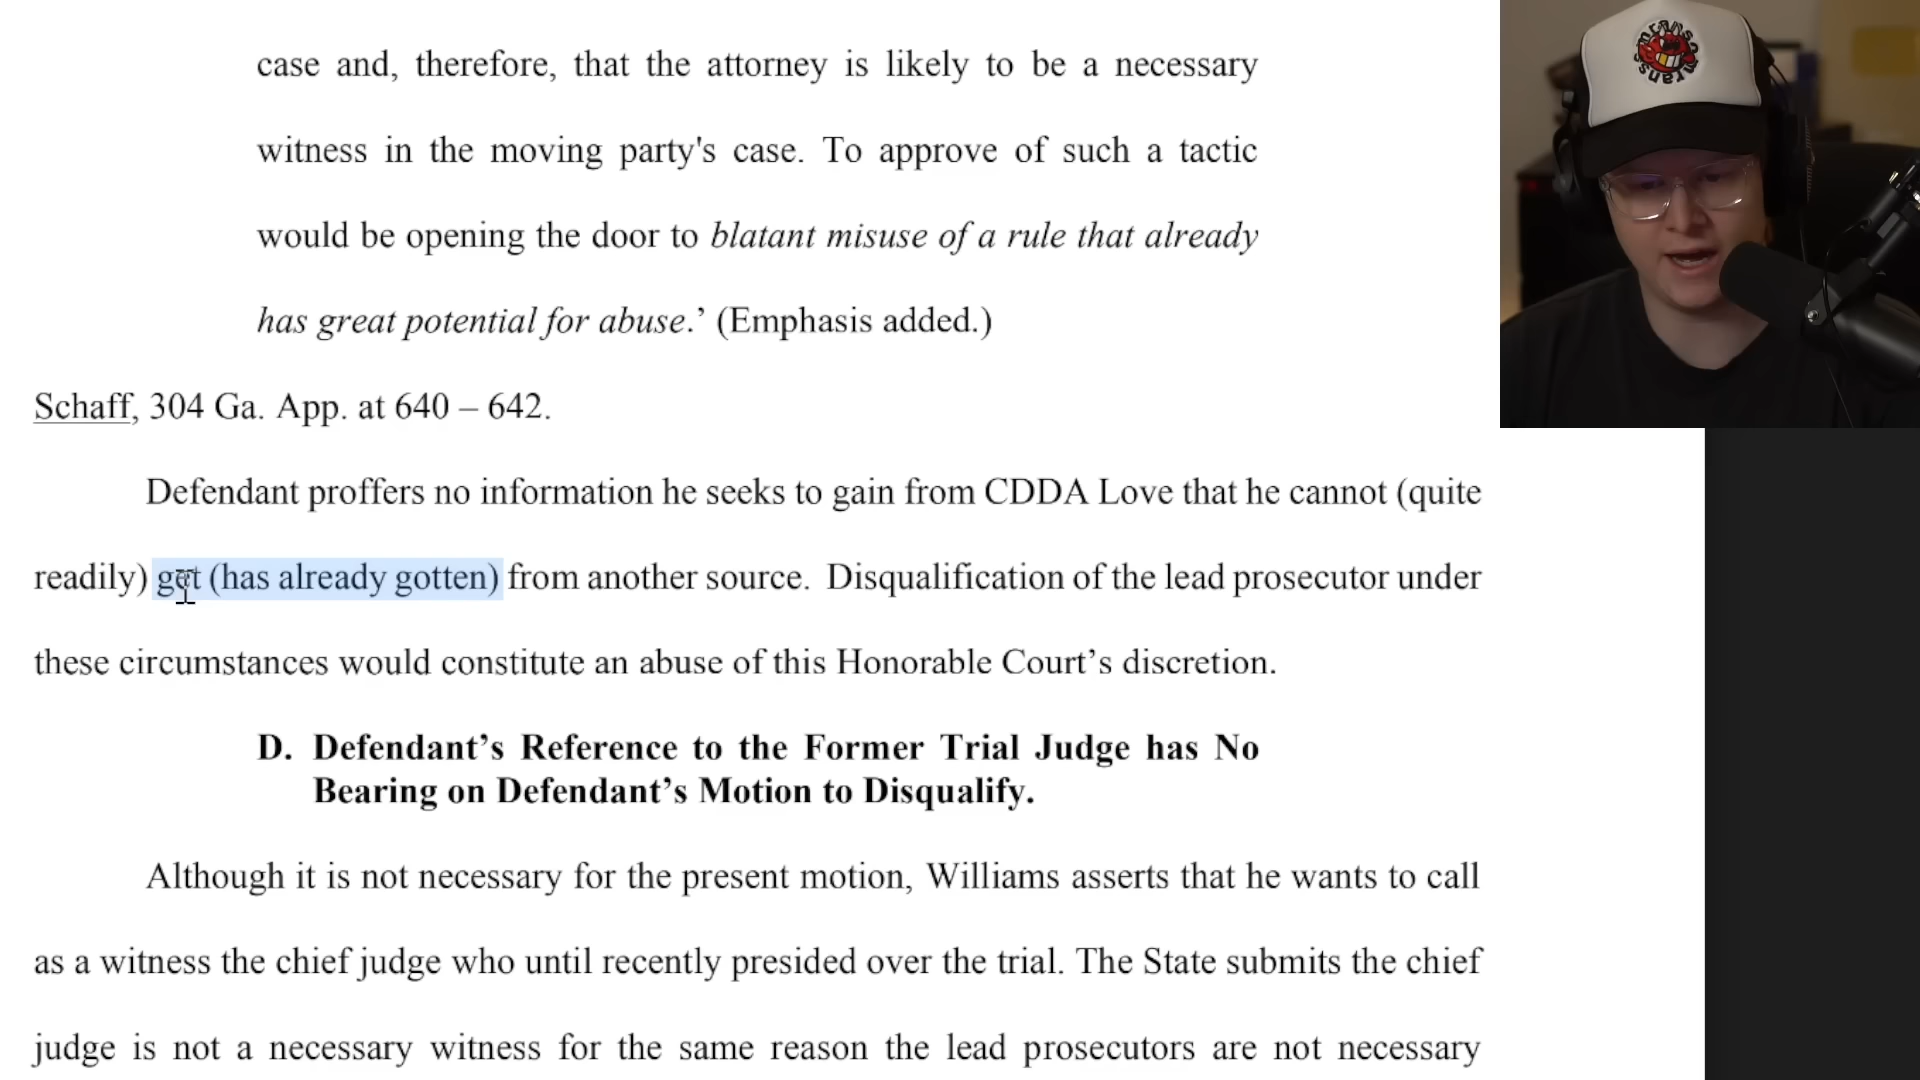 case and, therefore, that the attorney is likely to be a necessary
witness in the moving party's case. To approve of such a tactic
would be opening the door to blatant misuse of a rule that already
has great potential for abuse.’ (Emphasis added.)
Schaff, 304 Ga. App. at 640 – 642.
Defendant proffers no information he seeks to gain from CDDA Love that he cannot (quite
readily) get (has already gotten) from another source. Disqualification of the lead prosecutor under
these circumstances would constitute an abuse of this Honorable Court’s discretion.
D. Defendant’s Reference to the Former Trial Judge has No
Bearing on Defendant’s Motion to Disqualify.
Although it is not necessary for the present motion, Williams asserts that he wants to call
as a witness the chief judge who until recently presided over the trial. The State submits the chief
judge is not a necessary witness for the same reason the lead prosecutors are not necessary